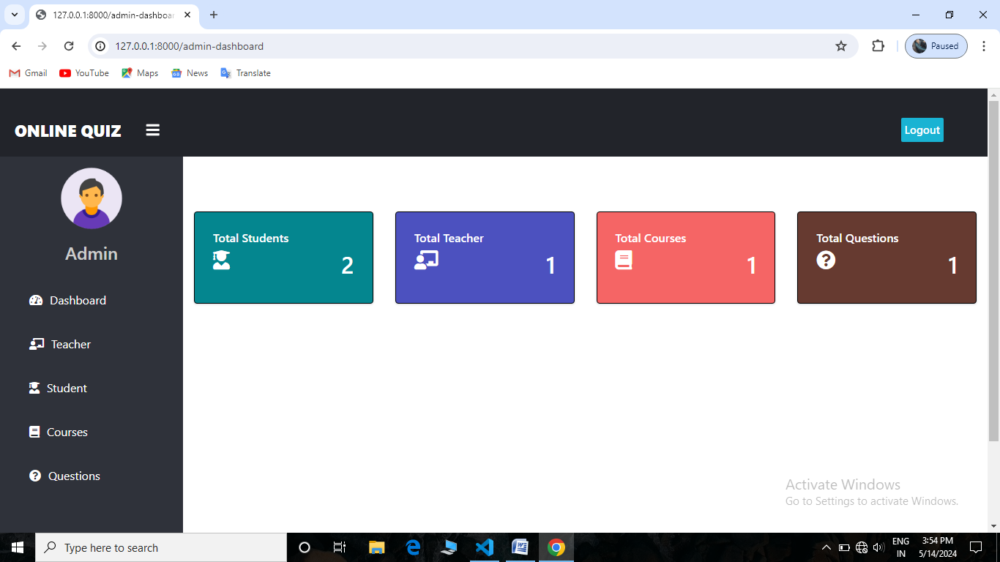 127.0.0.1:8000/admin-dashboar
127.0.0.1:8000/admin-dashboard
Paused
Gmail
YouTube
Maps
News
Translate
ONLINE QUIZ
Logout
Admin
Dashboard
Teacher
Student
Courses
Questions
Total Students
2
Total Teacher
1
Total Courses
1
Total Questions
1
Activate Windows
Go to Settings to activate Windows.
Type here to search
ENG
IN
3:54 PM
5/14/2024